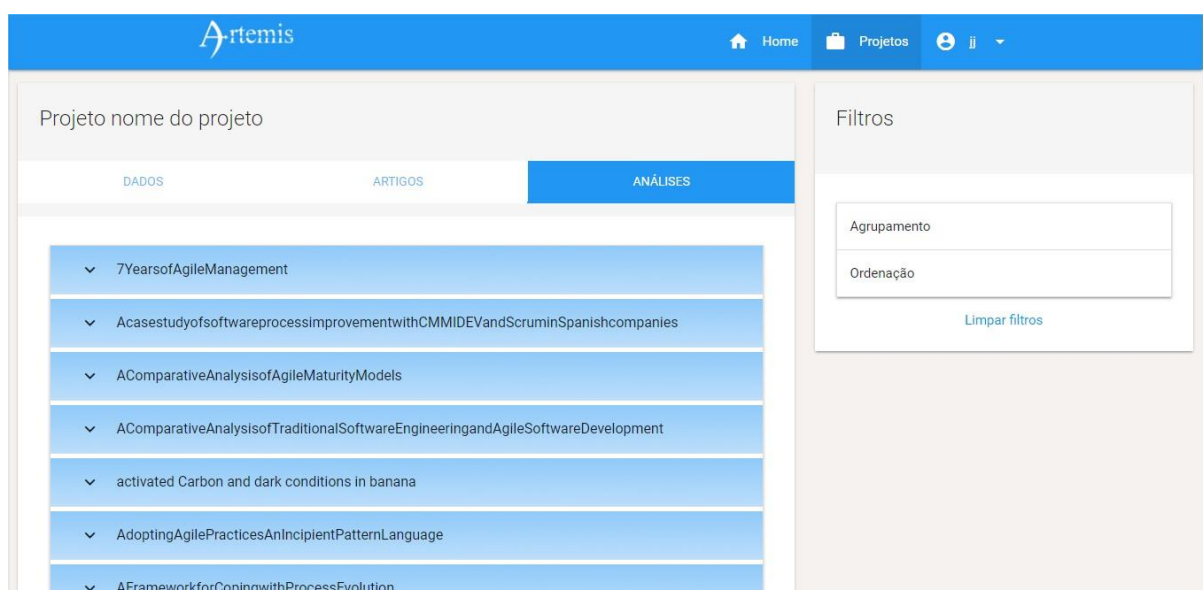 Artemis
Home Projetos jj
Projeto nome do projeto
DADOS ARTIGOS ANÁLISES
7YearsofAgileManagement
AcasestudyofsoftwareprocessimprovementwithCMMIDEVandScruminSpanishcompanies
AComparativeAnalysisofAgileMaturityModels
AComparativeAnalysisofTraditionalSoftwareEngineeringandAgileSoftwareDevelopment
activated Carbon and dark conditions in banana
AdoptingAgilePracticesAnIncipientPatternLanguage
AFrameworkforCopingwithProcessEvolution
Filtros
Agrupamento
Ordenação
Limpar filtros